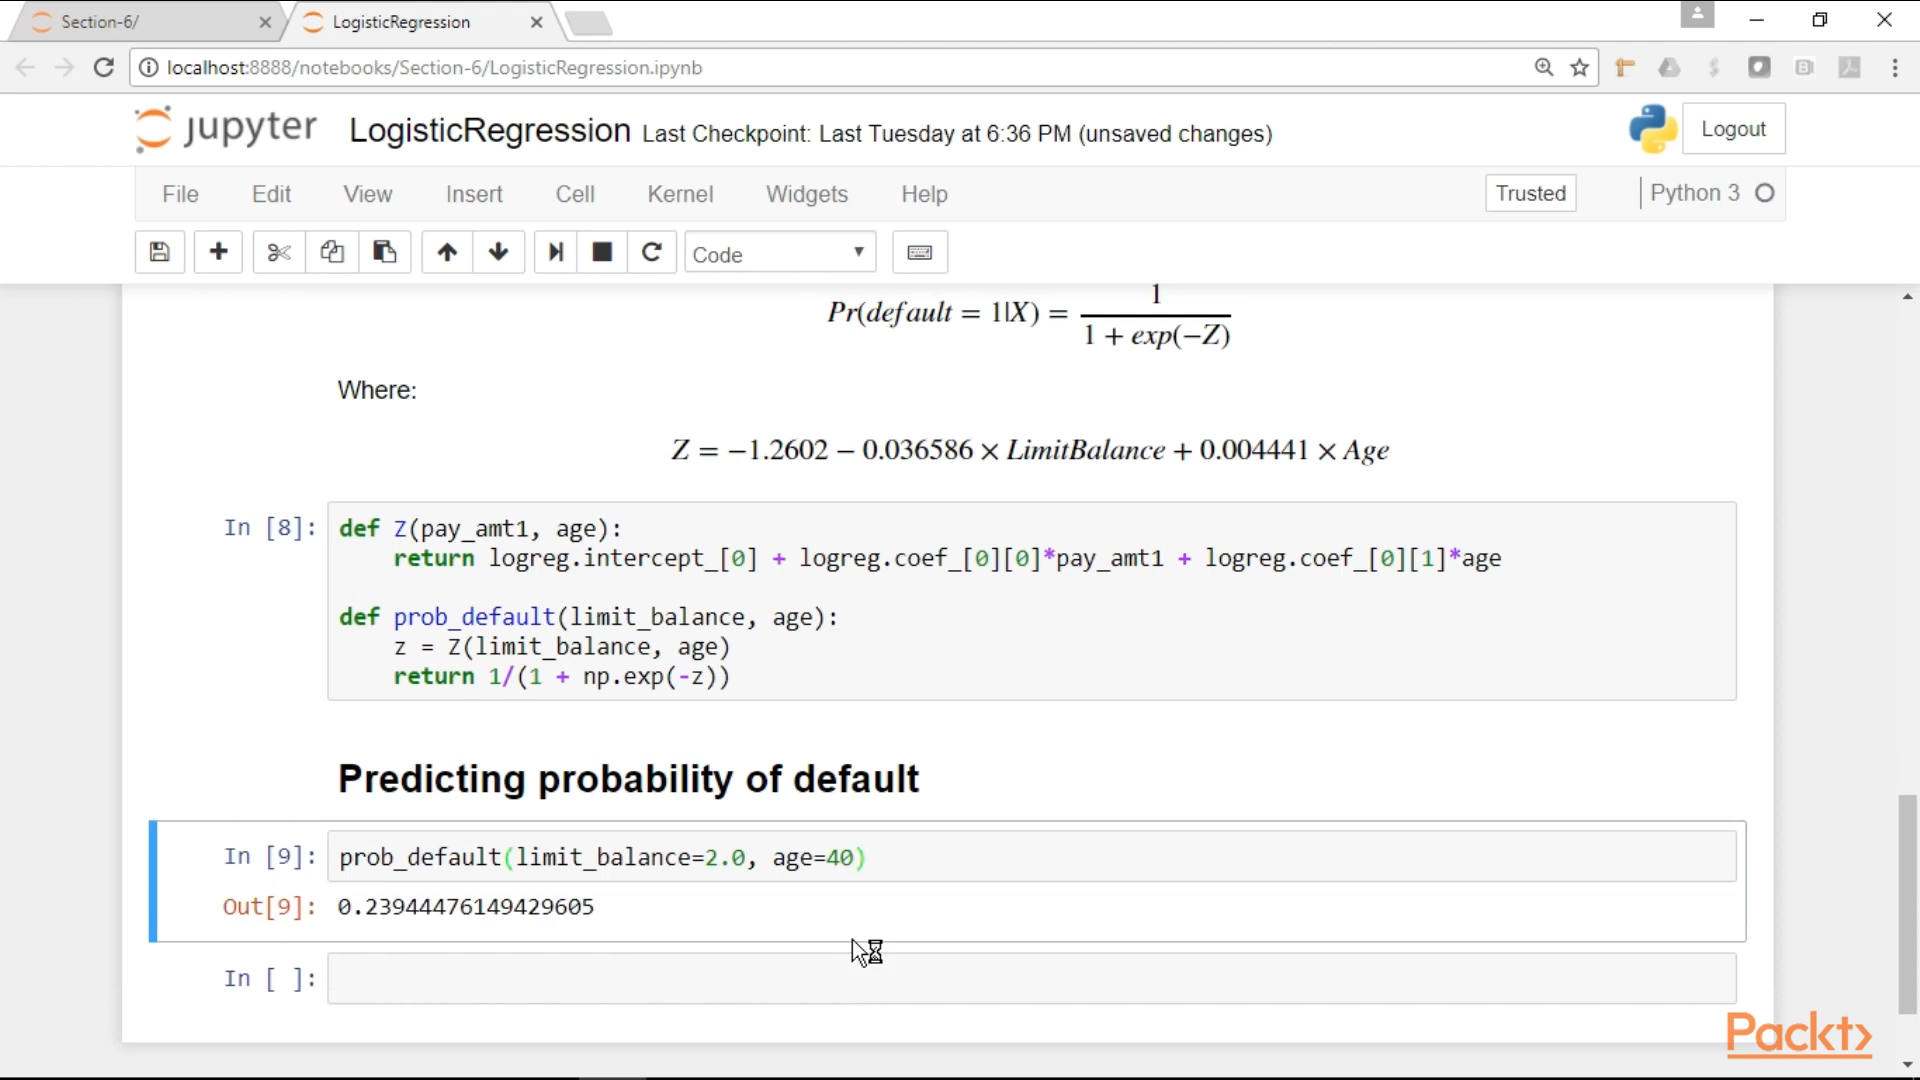 Section-6/
LogisticRegression
localhost:8888/notebooks/Section-6/LogisticRegression.ipynb
jupyter LogisticRegression Last Checkpoint: Last Tuesday at 6:36 PM (unsaved changes)
Logout
File Edit View Insert Cell Kernel Widgets Help
Trusted
Python 3
Code
Pr(default = 1|X) = 1
1 + exp(−Z)
Where:
Z = −1.2602 − 0.036586 × LimitBalance + 0.004441 × Age
In [8]: def Z(pay_amt1, age):
return logreg.intercept_[0] + logreg.coef_[0][0]*pay_amt1 + logreg.coef_[0][1]*age
def prob_default(limit_balance, age):
z = Z(limit_balance, age)
return 1/(1 + np.exp(-z))
Predicting probability of default
In [9]: prob_default(limit_balance=2.0, age=40)
Out[9]: 0.23944476149429605
In [ ]:
Packt>